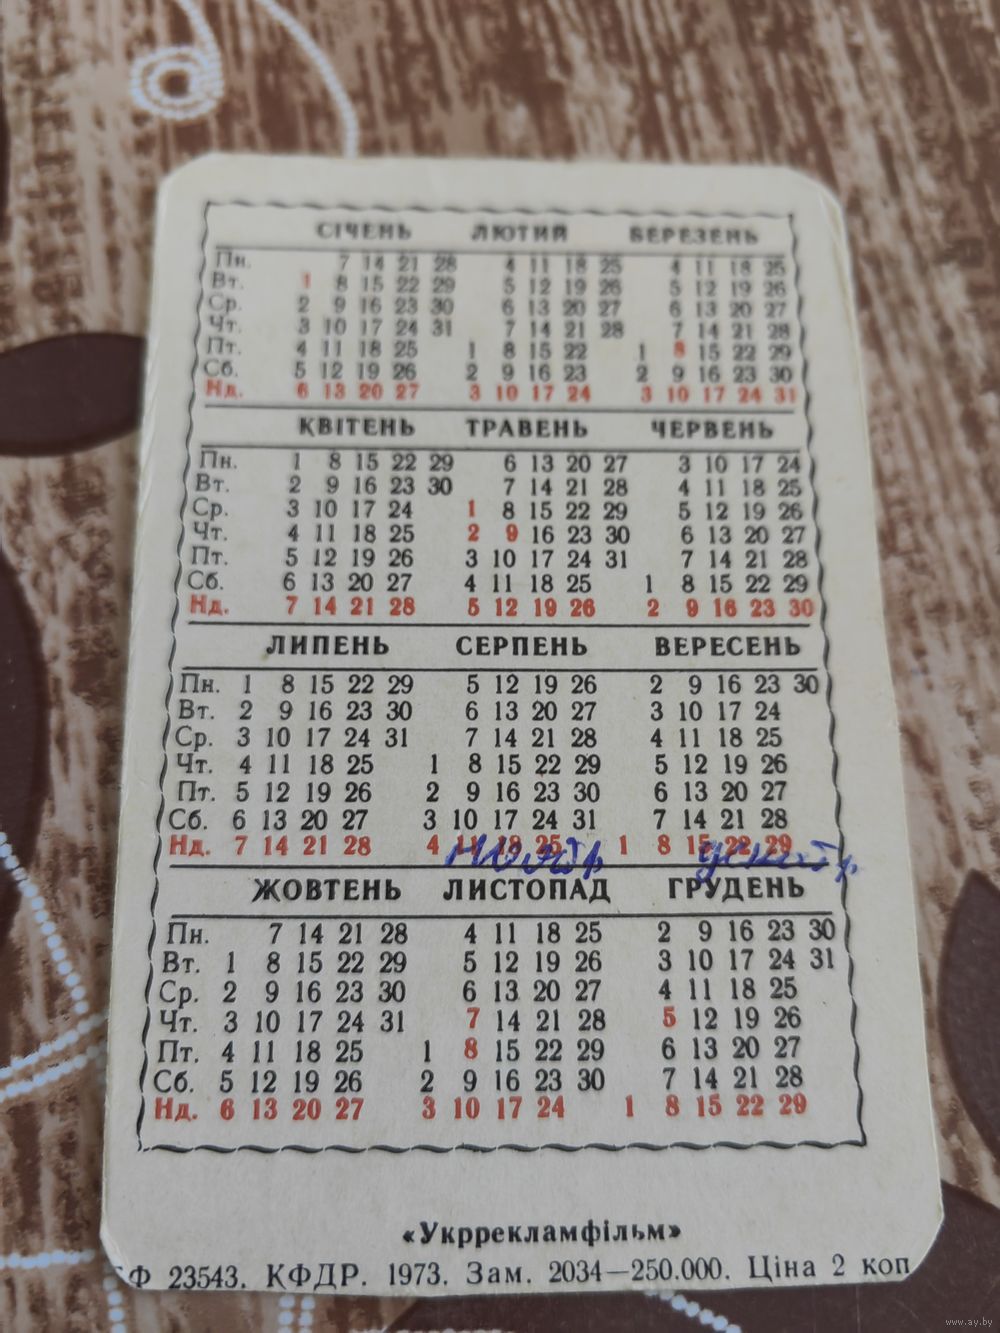 СІЧЕНЬ ЛЮТИЙ БЕРЕЗЕНЬ
Пн. 7 14 21 28 4 11 18 25 4 11 18 25
Вт. 1 8 15 22 29 5 12 19 26 5 12 19 26
Ср. 2 9 16 23 30 6 13 20 27 6 13 20 27
Чт. 3 10 17 24 31 7 14 21 28 7 14 21 28
Пт. 4 11 18 25 1 8 15 22 1 8 15 22 29
Сб. 5 12 19 26 2 9 16 23 2 9 16 23 30
Нд. 6 13 20 27 3 10 17 24 3 10 17 24 31
КВІТЕНЬ ТРАВЕНЬ ЧЕРВЕНЬ
Пн. 1 8 15 22 29 6 13 20 27 3 10 17 24
Вт. 2 9 16 23 30 7 14 21 28 4 11 18 25
Ср. 3 10 17 24 1 8 15 22 29 5 12 19 26
Чт. 4 11 18 25 2 9 16 23 30 6 13 20 27
Пт. 5 12 19 26 3 10 17 24 31 7 14 21 28
Сб. 6 13 20 27 4 11 18 25 1 8 15 22 29
Нд. 7 14 21 28 5 12 19 26 2 9 16 23 30
ЛИПЕНЬ СЕРПЕНЬ ВЕРЕСЕНЬ
Пн. 1 8 15 22 29 5 12 19 26 2 9 16 23 30
Вт. 2 9 16 23 30 6 13 20 27 3 10 17 24
Ср. 3 10 17 24 31 7 14 21 28 4 11 18 25
Чт. 4 11 18 25 1 8 15 22 29 5 12 19 26
Пт. 5 12 19 26 2 9 16 23 30 6 13 20 27
Сб. 6 13 20 27 3 10 17 24 31 7 14 21 28
Нд. 7 14 21 28 4 11 18 25 1 8 15 22 29
ЖОВТЕНЬ ЛИСТОПАД ГРУДЕНЬ
Пн. 7 14 21 28 4 11 18 25 2 9 16 23 30
Вт. 1 8 15 22 29 5 12 19 26 3 10 17 24 31
Ср. 2 9 16 23 30 6 13 20 27 4 11 18 25
Чт. 3 10 17 24 31 7 14 21 28 5 12 19 26
Пт. 4 11 18 25 1 8 15 22 29 6 13 20 27
Сб. 5 12 19 26 2 9 16 23 30 7 14 21 28
Нд. 6 13 20 27 3 10 17 24 1 8 15 22 29
«Укррекламфільм»
Ф 23543. КФДР. 1973. Зам. 2034—250.000. Ціна 2 коп
www.ay.by